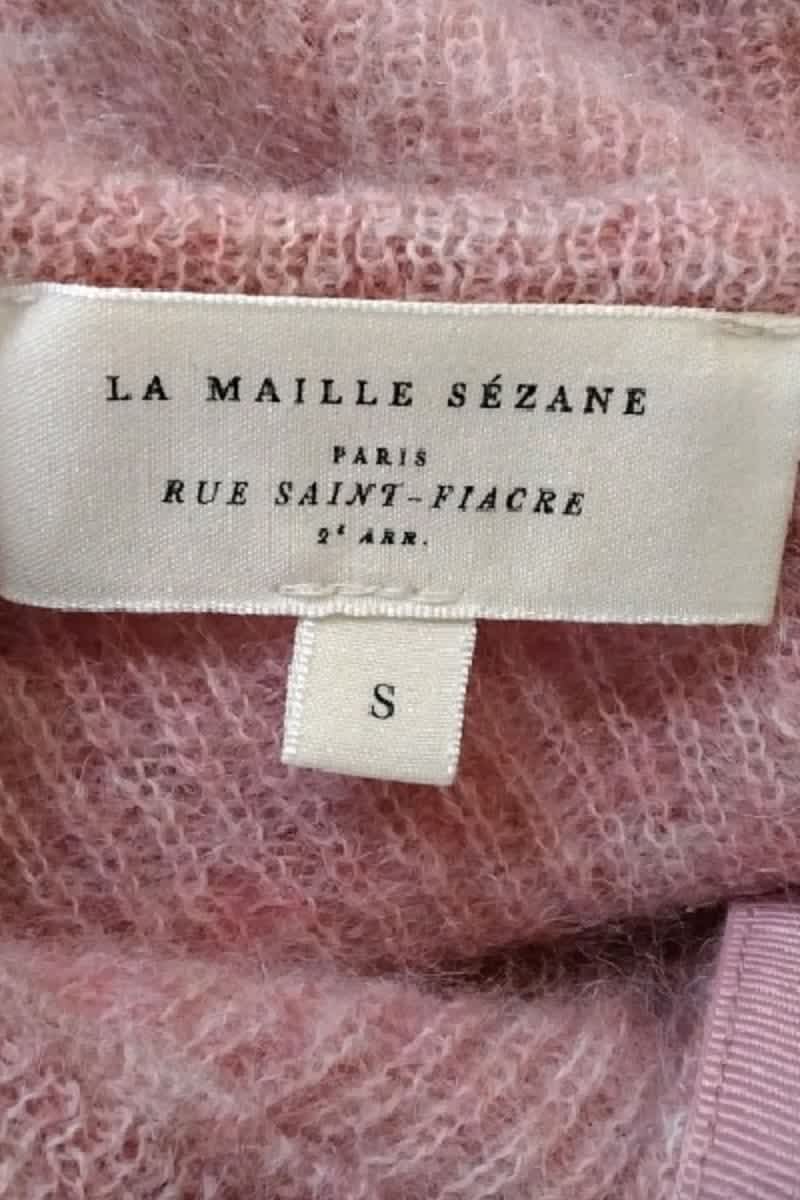 LA MAILLE SÉZANE
PARIS
RUE SAINT-FIACRE
2ᵉ ARR.
S